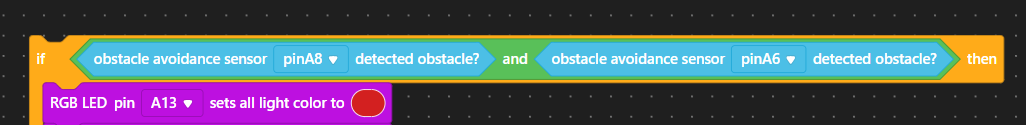 if obstacle avoidance sensor pinA8 ▼ detected obstacle? and obstacle avoidance sensor pinA6 ▼ detected obstacle? then
RGB LED pin A13 ▼ sets all light color to